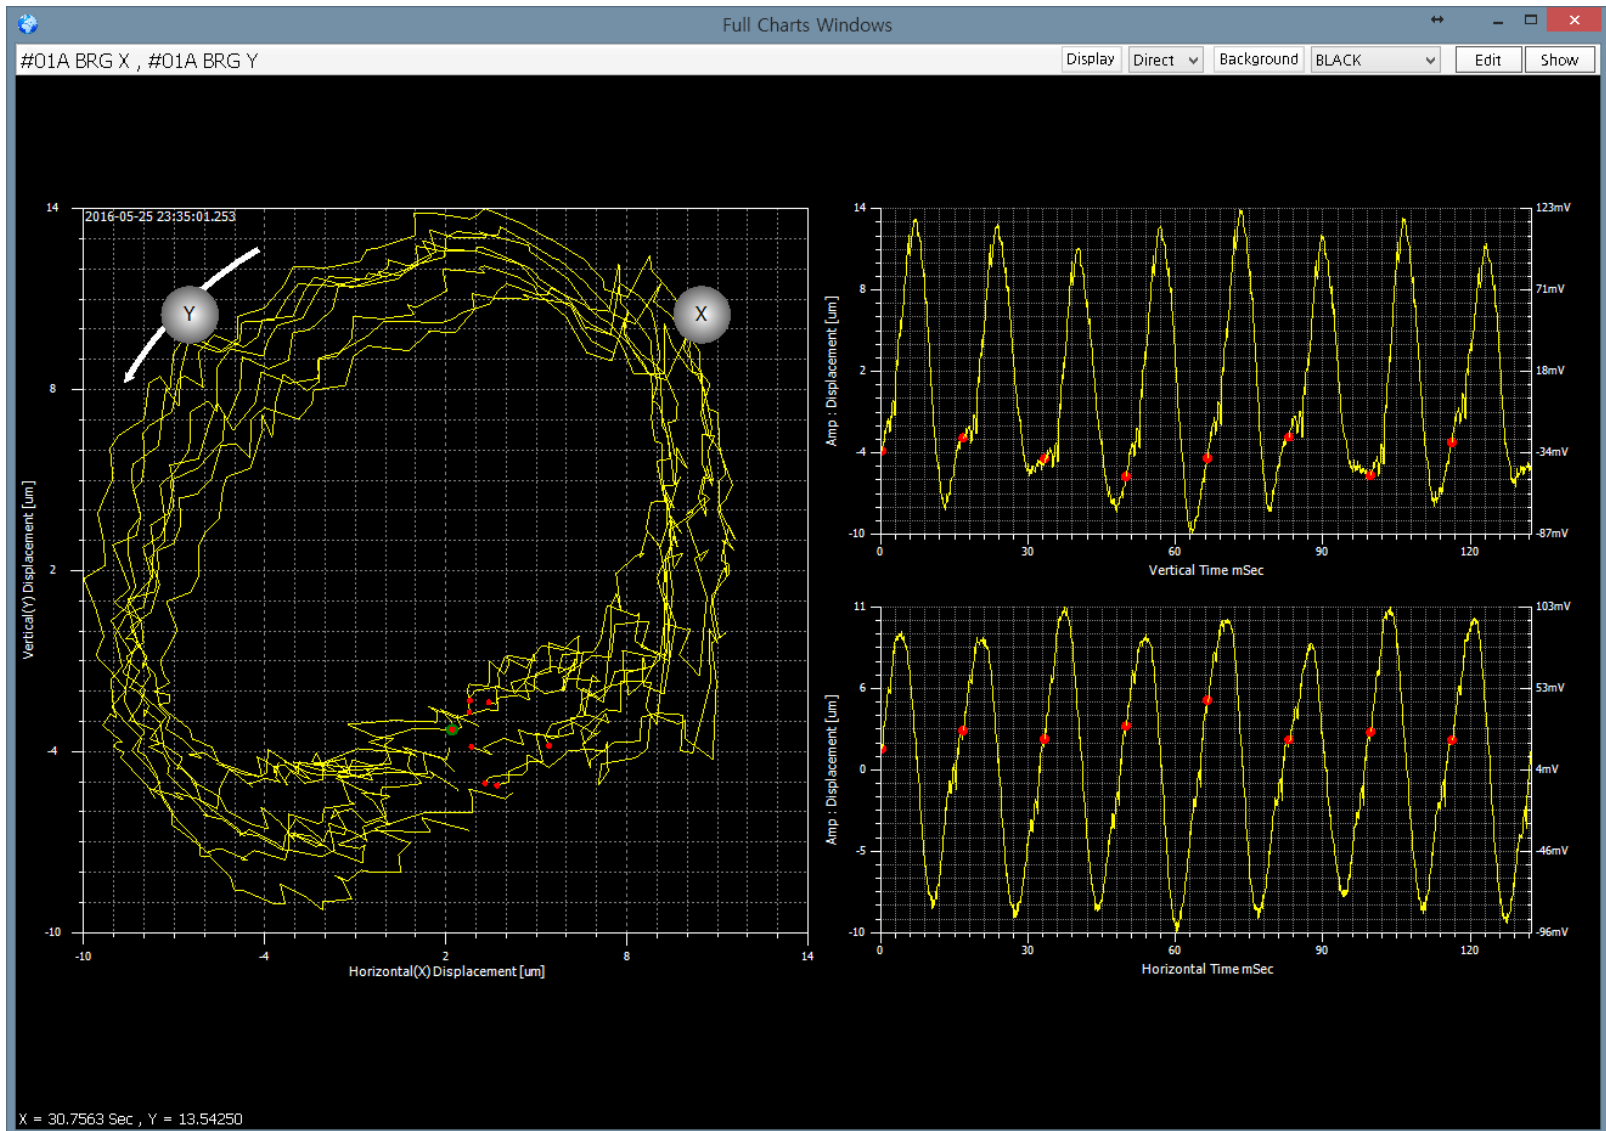 Full Charts Windows
#01A BRG X , #01A BRG Y
Display Direct Background BLACK Edit Show
2016-05-25 23:35:01.253
Y
X
14
8
2
-4
-10
Vertical(Y) Displacement [um]
-10 -4 2 8 14
Horizontal(X) Displacement [um]
14
8
2
-4
-10
Amp : Displacement [um]
123mV
71mV
18mV
-34mV
-87mV
0 30 60 90 120
Vertical Time mSec
11
6
0
-5
-10
Amp : Displacement [um]
103mV
53mV
4mV
-46mV
-96mV
0 30 60 90 120
Horizontal Time mSec
X = 30.7563 Sec , Y = 13.54250